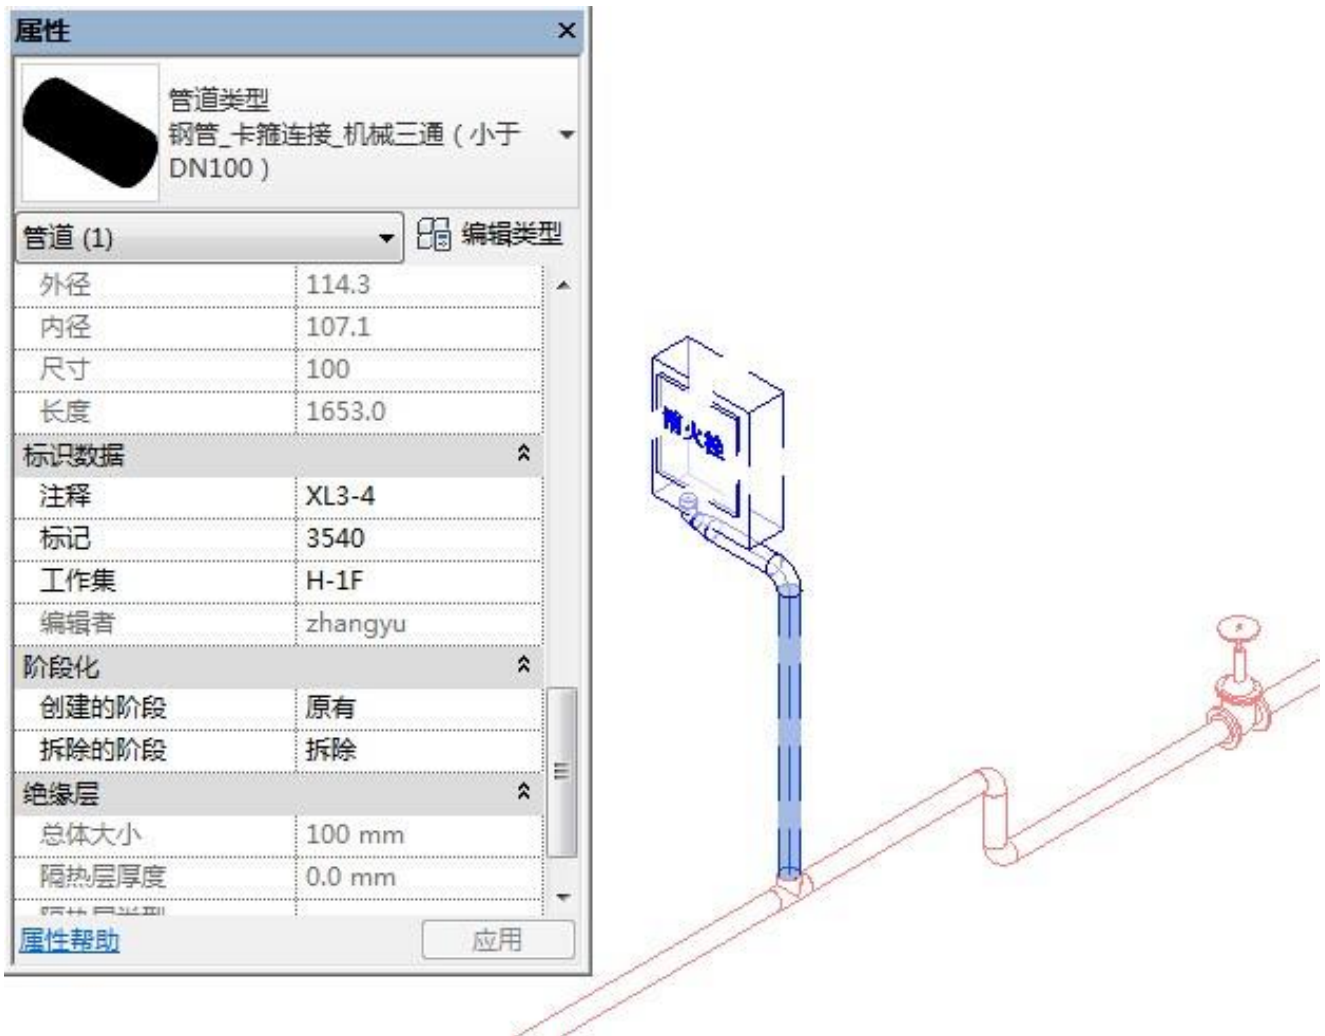 属性
管道类型
钢管_卡箍连接_机械三通（小于
DN100）
管道 (1)
编辑类型
外径 114.3
内径 107.1
尺寸 100
长度 1653.0
标识数据
注释 XL3-4
标记 3540
工作集 H-1F
编辑者 zhangyu
阶段化
创建的阶段 原有
拆除的阶段 拆除
绝缘层
总体大小 100 mm
隔热层厚度 0.0 mm
属性帮助
应用
火栓